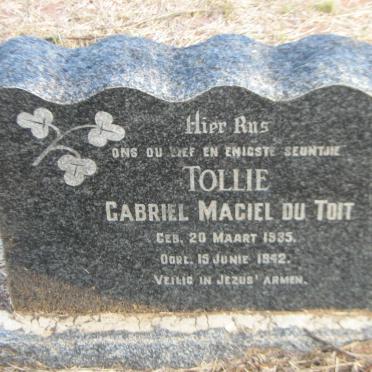 Hier Rus
ONS OU LIEF EN ENIGSTE SEUNTJIE
TOLLIE
GABRIEL MACIEL DU TOIT
GEB. 20 MAART 1935.
OORL. 15 JUNIE 1942.
VEILIG IN JEZUS' ARMEN.